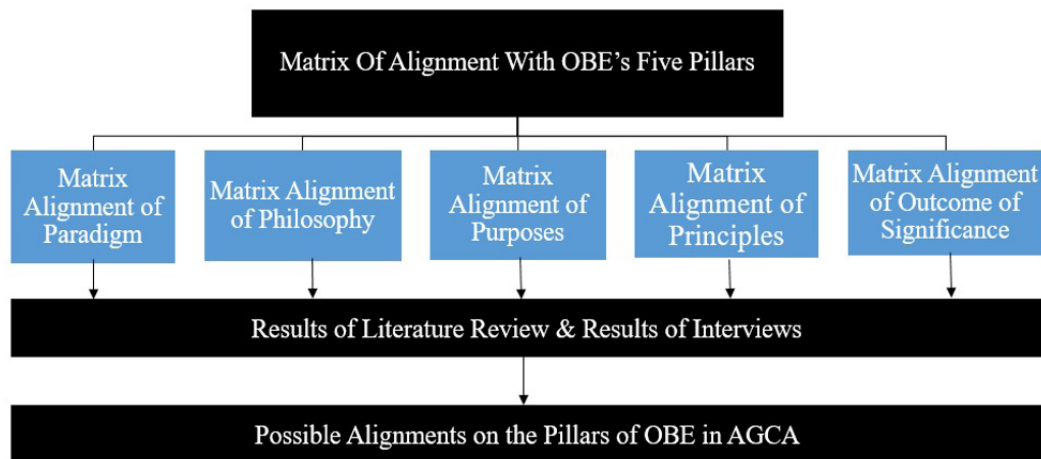 Matrix Of Alignment With OBE's Five Pillars
Matrix
Alignment of
Paradigm
Matrix Alignment
of Philosophy
Matrix
Alignment of
Purposes
Matrix
Alignment of
Principles
Matrix Alignment
of Outcome of
Significance
Results of Literature Review & Results of Interviews
Possible Alignments on the Pillars of OBE in AGCA